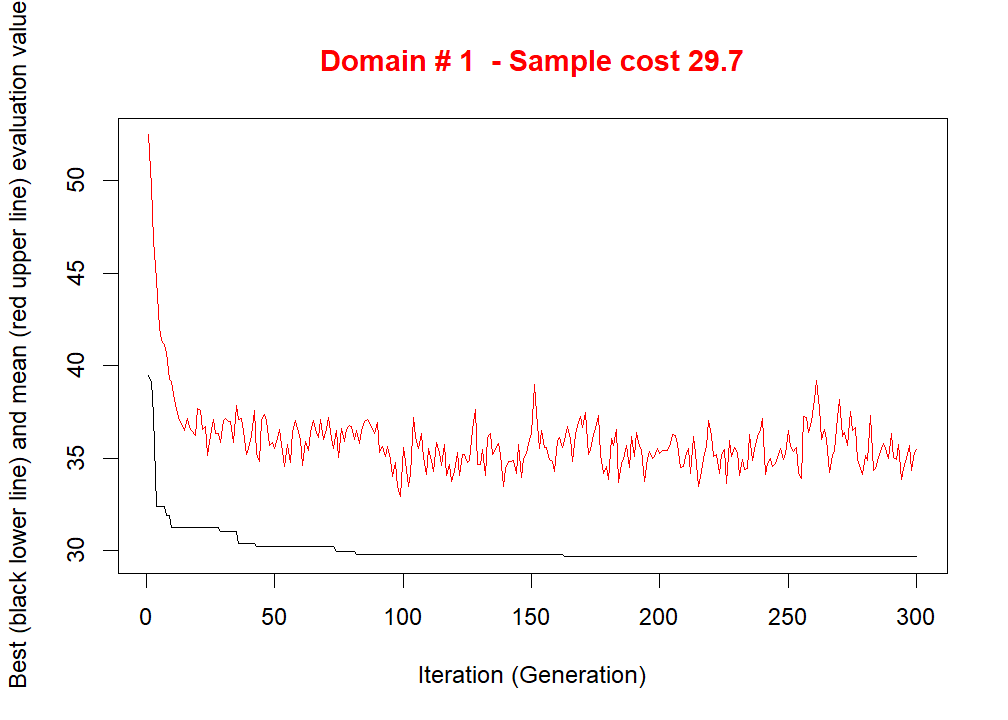 Domain # 1  - Sample cost 29.7
Best (black lower line) and mean (red upper line) evaluation value
50
45
40
35
30
0 50 100 150 200 250 300
Iteration (Generation)